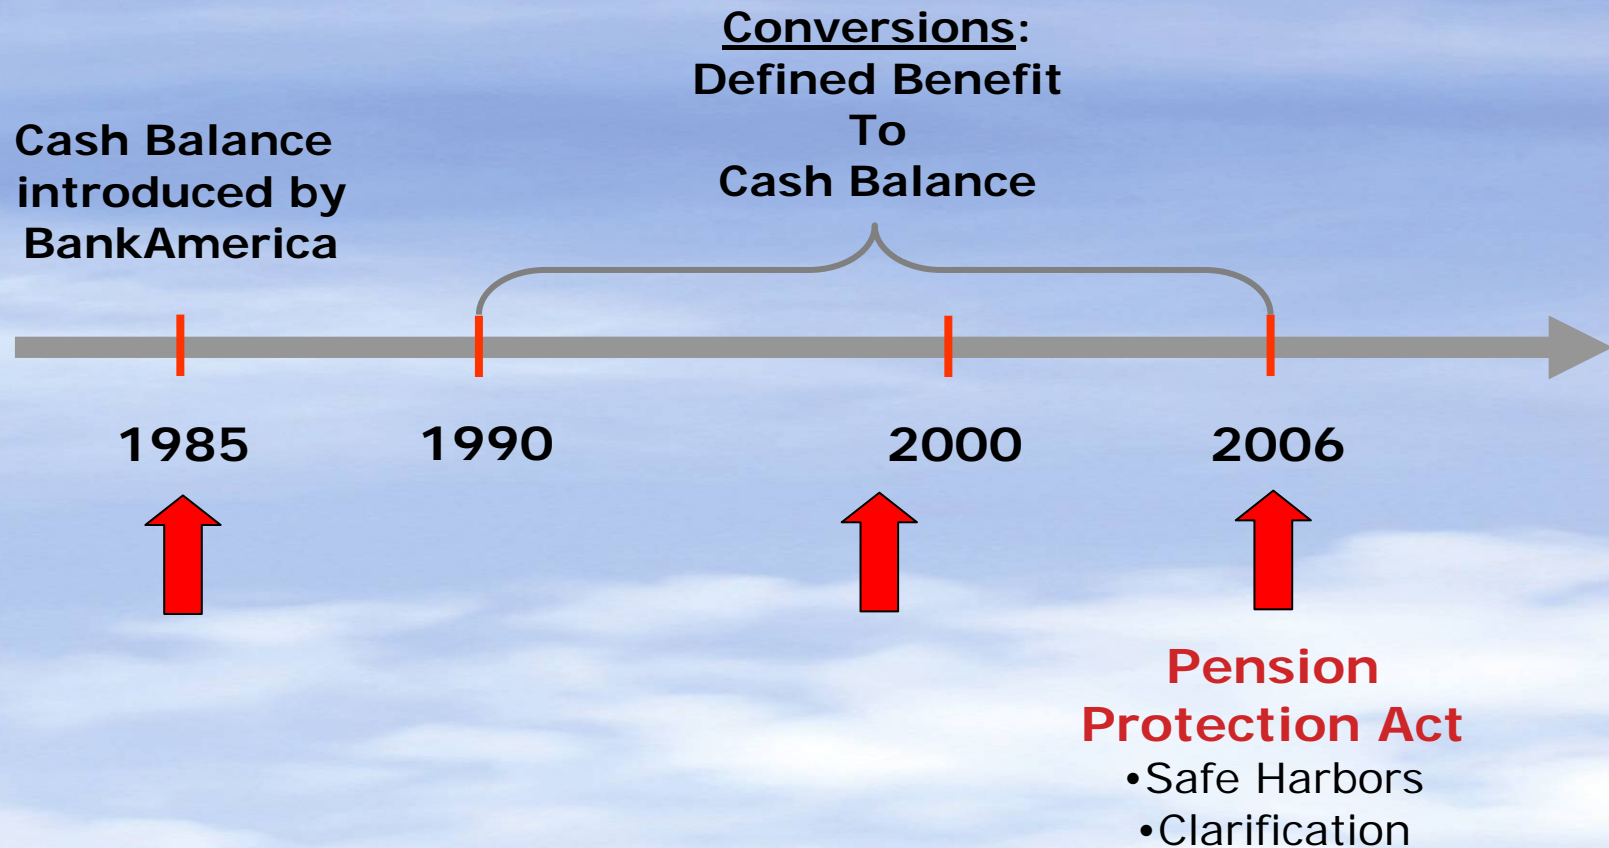 Conversions:
Defined Benefit
To
Cash Balance
Cash Balance
introduced by
BankAmerica
1985
1990
2000
2006
Pension
Protection Act
•Safe Harbors
•Clarification